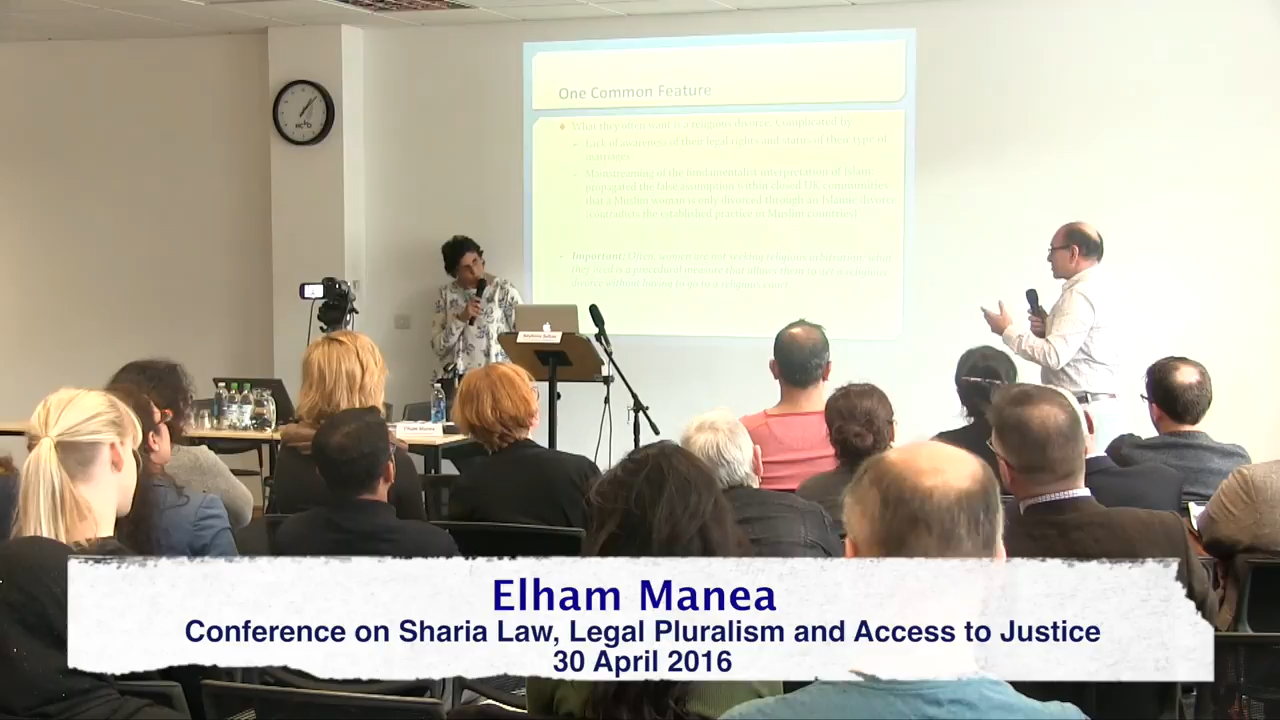 One Common Feature
What they often want is a religious divorce. Complicated by:
- Lack of awareness of their legal rights and status of their type of
marriages
- Mainstreaming of the fundamentalist interpretation of Islam
propagated the false assumption within closed UK communities
that a Muslim woman is only divorced through an Islamic divorce
(contradicts the established practice in Muslim countries)
- Important: Often, women are not seeking religious arbitration; what
they need is a procedural measure that allows them to get a religious
divorce without having to go to a religious court
Elham Manea
Elham Manea
Conference on Sharia Law, Legal Pluralism and Access to Justice
30 April 2016